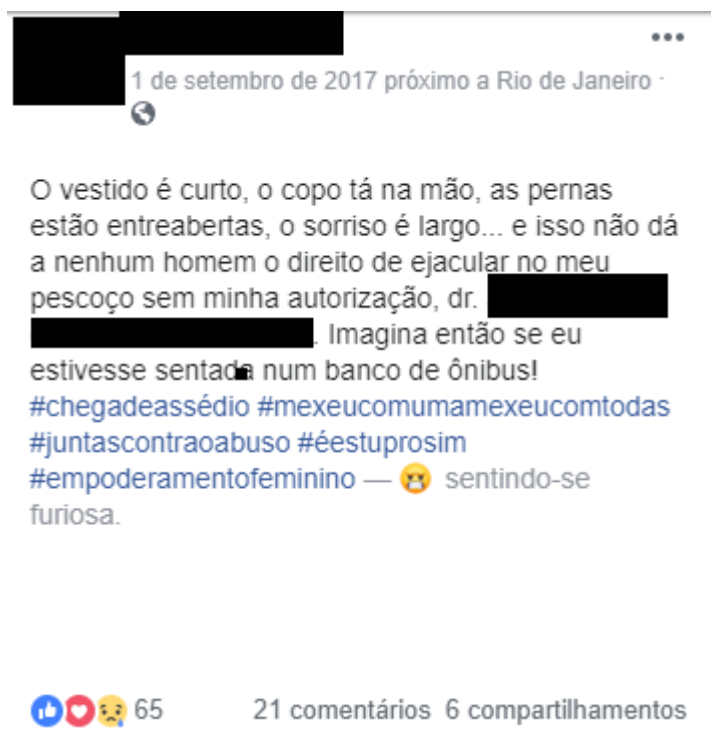 1 de setembro de 2017 próximo a Rio de Janeiro ·
O vestido é curto, o copo tá na mão, as pernas
estão entreabertas, o sorriso é largo... e isso não dá
a nenhum homem o direito de ejacular no meu
pescoço sem minha autorização, dr.
. Imagina então se eu
estivesse sentada num banco de ônibus!
#chegadeassédio #mexeucomumamexeucomtodas
#juntascontraoabuso #éestuprosim
#empoderamentofeminino — sentindo-se
furiosa.
65 21 comentários 6 compartilhamentos